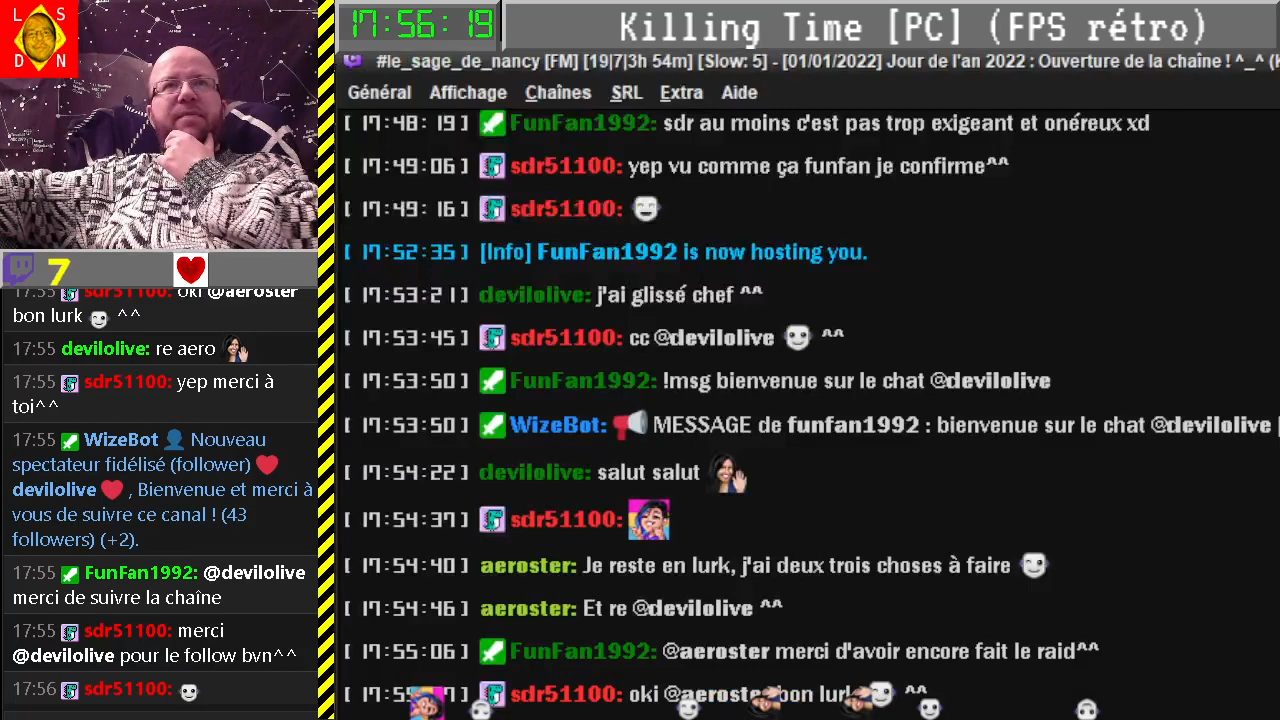 L S
D N
17:56:19
Killing Time [PC] (FPS rétro)
#le_sage_de_nancy [FM] [19|7|3h 54m] [Slow: 5] - [01/01/2022] Jour de l'an 2022 : Ouverture de la chaîne ! ^_^ (K
Général Affichage Chaînes SRL Extra Aide
[ 17:48:19] FunFan1992: sdr au moins c'est pas trop exigeant et onéreux xd
[ 17:49:06] sdr51100: yep vu comme ça funfan je confirme^^
[ 17:49:16] sdr51100:
[ 17:52:35] [Info] FunFan1992 is now hosting you.
[ 17:53:21] devilolive: j'ai glissé chef ^^
[ 17:53:45] sdr51100: cc @devilolive ^^
[ 17:53:50] FunFan1992: !msg bienvenue sur le chat @devilolive
[ 17:53:50] WizeBot: MESSAGE de funfan1992 : bienvenue sur le chat @devilolive
[ 17:54:22] devilolive: salut salut
[ 17:54:37] sdr51100:
[ 17:54:40] aeroster: Je reste en lurk, j'ai deux trois choses à faire
[ 17:54:46] aeroster: Et re @devilolive ^^
[ 17:55:06] FunFan1992: @aeroster merci d'avoir encore fait le raid^^
sdr51100: oki @aeroster bon lurk ^^
7
17:55 sdr51100: oki @aeroster
bon lurk ^^
17:55 devilolive: re aero
17:55 sdr51100: yep merci à
toi^^
17:55 WizeBot Nouveau
spectateur fidélisé (follower)
devilolive , Bienvenue et merci à
vous de suivre ce canal ! (43
followers) (+2).
17:55 FunFan1992: @devilolive
merci de suivre la chaîne
17:55 sdr51100: merci
@devilolive pour le follow bvn^^
17:56 sdr51100: